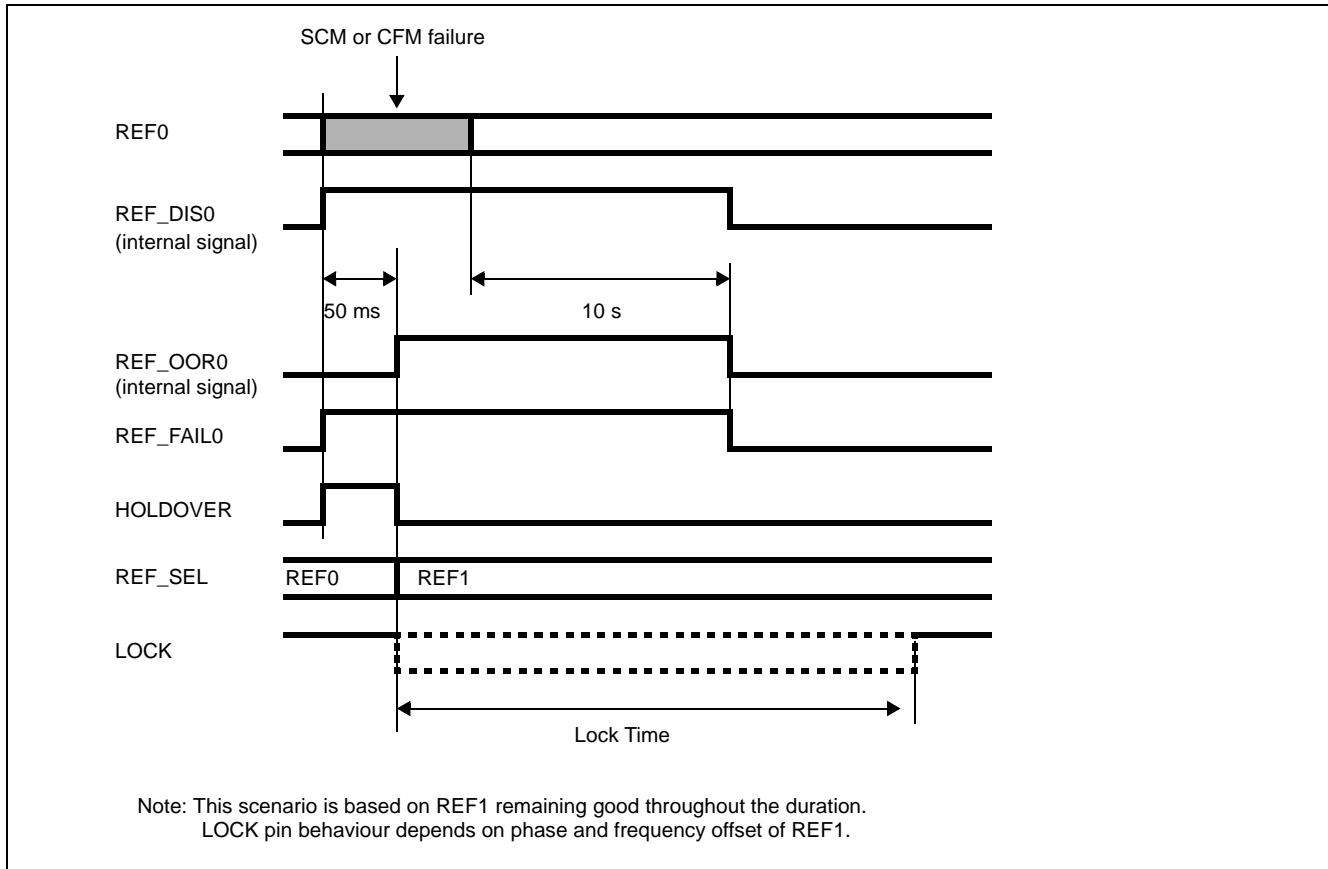 SCM or CFM failure
REF0
REF_DIS0
(internal signal)
50 ms
10 s
REF_OOR0
(internal signal)
REF_FAIL0
HOLDOVER
REF_SEL
REF0
REF1
LOCK
Lock Time
Note: This scenario is based on REF1 remaining good throughout the duration.
LOCK pin behaviour depends on phase and frequency offset of REF1.